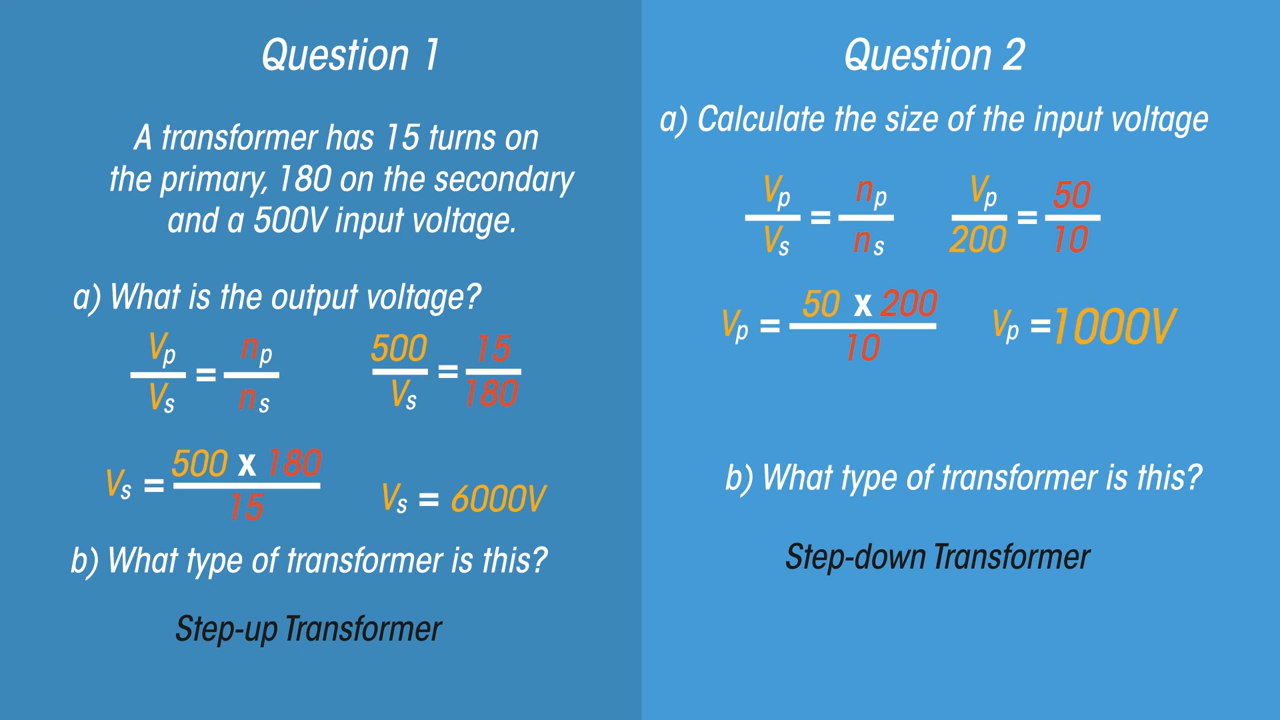 Question 1
A transformer has 15 turns on
the primary, 180 on the secondary
and a 500V input voltage.
a) What is the output voltage?
Vp/Vs = np/ns    500/Vs = 15/180
Vs = 500 x 180/15    Vs = 6000V
b) What type of transformer is this?
Step-up Transformer
Question 2
a) Calculate the size of the input voltage
Vp/Vs = np/ns    Vp/200 = 50/10
Vp = 50 x 200/10    Vp =1000V
b) What type of transformer is this?
Step-down Transformer